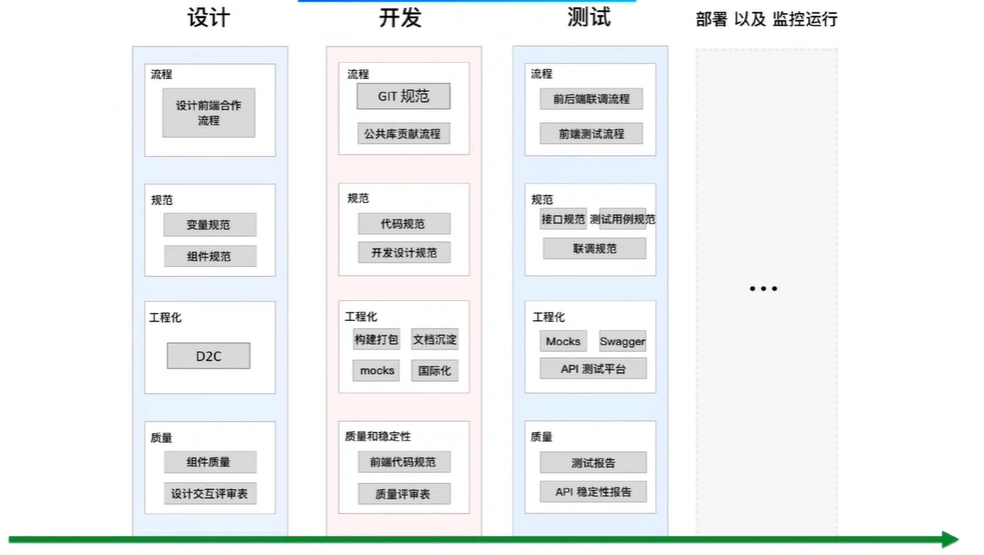 设计
开发
测试
部署 以及 监控运行
流程
设计前端合作
流程
规范
变量规范
组件规范
工程化
D2C
质量
组件质量
设计交互评审表
流程
GIT 规范
公共库贡献流程
规范
代码规范
开发设计规范
工程化
构建打包
文档沉淀
mocks
国际化
质量和稳定性
前端代码规范
质量评审表
流程
前后端联调流程
前端测试流程
规范
接口规范
测试用例规范
联调规范
工程化
Mocks
Swagger
API 测试平台
质量
测试报告
API 稳定性报告
...